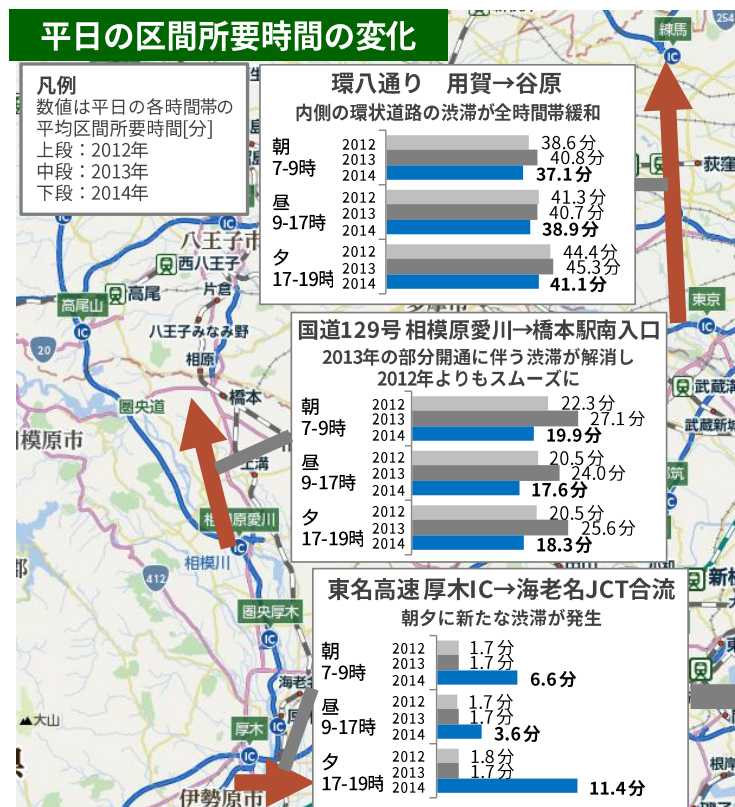 平日の区間所要時間の変化
練馬
254
凡例
数値は平日の各時間帯の
平均区間所要時間[分]
上段：2012年
中段：2013年
下段：2014年
環八通り　用賀→谷原
内側の環状道路の渋滞が全時間帯緩和
朝
7-9時
2012 38.6分
2013 40.8分
2014 37.1分
昼
9-17時
2012 41.3分
2013 40.7分
2014 38.9分
夕
17-19時
2012 44.4分
2013 45.3分
2014 41.1分
IC
荻窪
IC
八王子市
西八王子
高尾
片倉
高尾山
IC
東京
IC
八王子みなみ野
20
相原
橋本
圏央道
武蔵溝
武蔵新城
国道129号 相模原愛川→橋本駅南入口
2013年の部分開通に伴う渋滞が解消し
2012年よりもスムーズに
朝
7-9時
2012 22.3分
2013 27.1分
2014 19.9分
昼
9-17時
2012 20.5分
2013 24.0分
2014 17.6分
夕
17-19時
2012 20.5分
2013 25.6分
2014 18.3分
相模原市
上溝
相模原愛川
IC
相模川
412
新横
圏央厚木
IC
東名高速 厚木IC→海老名JCT合流
朝夕に新たな渋滞が発生
朝
7-9時
2012 1.7分
2013 1.7分
2014 6.6分
昼
9-17時
2012 1.7分
2013 1.7分
2014 3.6分
夕
17-19時
2012 1.8分
2013 1.7分
2014 11.4分
海老名
大山
厚木
IC
IC
伊勢原市
根岸